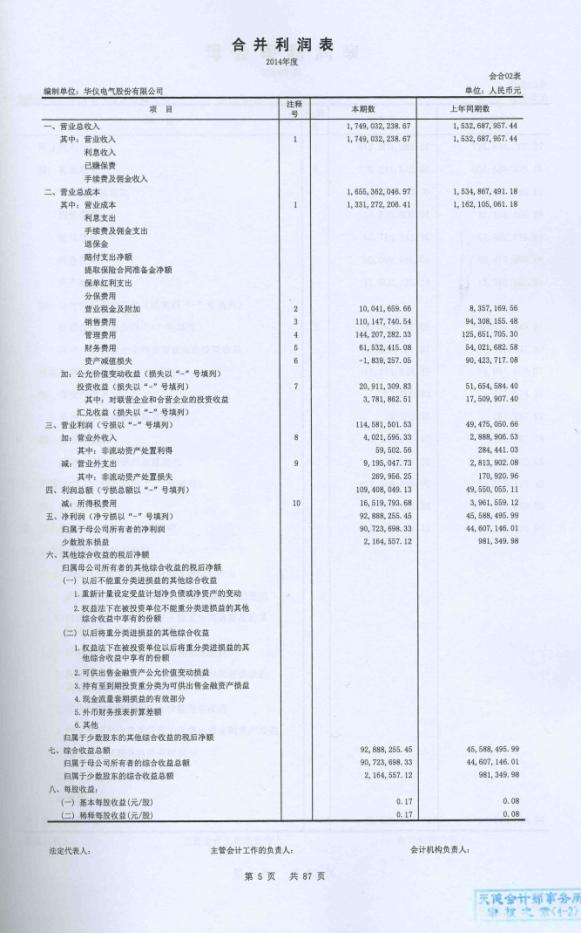 合并利润表
2014年度
会合02表
编制单位：华仪电气股份有限公司 单位：人民币元
项 目 注释号 本期数 上年同期数
一、营业总收入 1,749,032,238.67 1,532,687,957.44
其中：营业收入 1 1,749,032,238.67 1,532,687,957.44
利息收入
已赚保费
手续费及佣金收入
二、营业总成本 1,655,362,046.97 1,534,867,491.18
其中：营业成本 1 1,331,272,206.41 1,162,105,061.18
利息支出
手续费及佣金支出
退保金
赔付支出净额
提取保险合同准备金净额
保单红利支出
分保费用
营业税金及附加 2 10,041,659.66 8,357,169.56
销售费用 3 110,147,740.54 94,308,155.48
管理费用 4 144,207,282.33 125,651,705.30
财务费用 5 61,532,415.08 54,021,682.58
资产减值损失 6 -1,839,257.05 90,423,717.08
加：公允价值变动收益（损失以“-”号填列）
投资收益（损失以“-”号填列） 7 20,911,309.83 51,654,584.40
其中：对联营企业和合营企业的投资收益 3,781,862.51 17,509,907.40
汇兑收益（损失以“-”号填列）
三、营业利润（亏损以“-”号填列） 114,581,501.53 49,475,050.66
加：营业外收入 8 4,021,595.33 2,888,906.53
其中：非流动资产处置利得 59,502.56 284,441.03
减：营业外支出 9 9,195,047.73 2,813,902.08
其中：非流动资产处置损失 269,956.25 170,920.96
四、利润总额（亏损总额以“-”号填列） 109,408,049.13 49,550,055.11
减：所得税费用 10 16,519,793.68 3,961,559.12
五、净利润（净亏损以“-”号填列） 92,888,255.45 45,588,495.99
归属于母公司所有者的净利润 90,723,698.33 44,607,146.01
少数股东损益 2,164,557.12 981,349.98
六、其他综合收益的税后净额
归属母公司所有者的其他综合收益的税后净额
（一）以后不能重分类进损益的其他综合收益
1.重新计量设定受益计划净负债或净资产的变动
2.权益法下在被投资单位不能重分类进损益的其他
综合收益中享有的份额
（二）以后将重分类进损益的其他综合收益
1.权益法下在被投资单位以后将重分类进损益的其
他综合收益中享有的份额
2.可供出售金融资产公允价值变动损益
3.持有至到期投资重分类为可供出售金融资产损益
4.现金流量套期损益的有效部分
5.外币财务报表折算差额
6.其他
归属于少数股东的其他综合收益的税后净额
七、综合收益总额 92,888,255.45 45,588,495.99
归属于母公司所有者的综合收益总额 90,723,698.33 44,607,146.01
归属于少数股东的综合收益总额 2,164,557.12 981,349.98
八、每股收益：
（一）基本每股收益(元/股) 0.17 0.08
（二）稀释每股收益(元/股) 0.17 0.08
法定代表人： 主管会计工作的负责人： 会计机构负责人：
第 5 页 共 87 页
天健会计师事务所
审核之章(4-2)